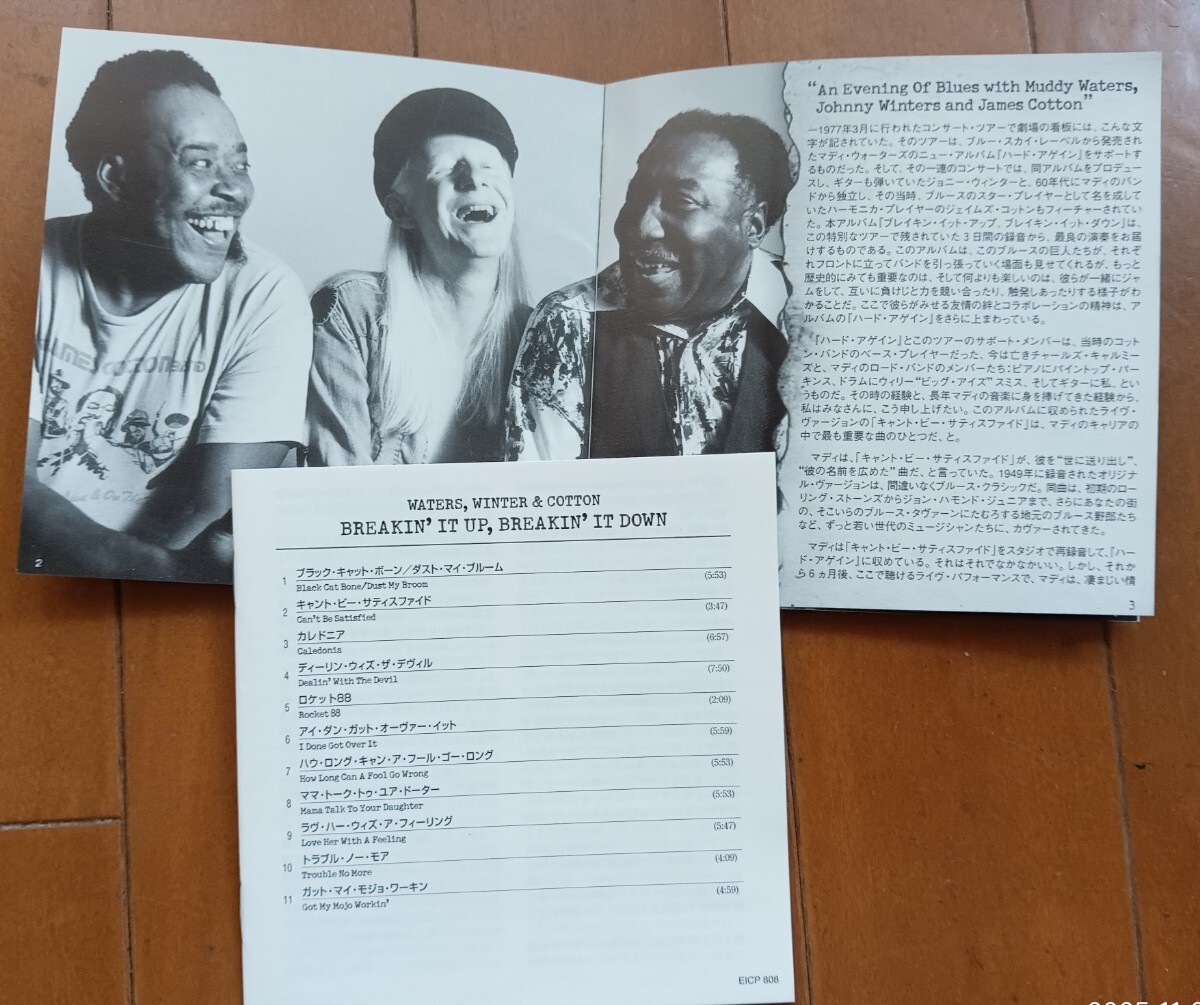 "An Evening Of Blues with Muddy Waters,
Johnny Winters and James Cotton"
―1977年3月に行われたコンサート・ツアーで劇場の看板には、こんな文
字が記されていた。そのツアーは、ブルー・スカイ・レーベルから発売され
たマディ・ウォーターズのニュー・アルバム『ハード・アゲイン』をサポートす
るものだった。そして、その一連のコンサートでは、同アルバムをプロデュー
スし、ギターも弾いていたジョニー・ウィンターと、60年代にマディのバン
ドから独立し、その当時、ブルースのスター・プレイヤーとして名を成して
いたハーモニカ・プレイヤーのジェイムズ・コットンもフィーチャーされてい
た。本アルバム『ブレイキン・イット・アップ、ブレイキン・イット・ダウン』は、
この特別なツアーで残されていた3日間の録音から、最良の演奏をお届
けするものである。このアルバムは、このブルースの巨人たちが、それぞ
れフロントに立ってバンドを引っ張っていく場面も見せてくれるが、もっと
歴史的にみても重要なのは、そして何よりも楽しいのは、彼らが一緒にジャ
ムをして、互いに負けじと力を競い合ったり、触発しあったりする様子がわ
かることだ。ここで彼らがみせる友情の絆とコラボレーションの精神は、ア
ルバムの『ハード・アゲイン』をさらに上まわっている。
『ハード・アゲイン』とこのツアーのサポート・メンバーは、当時のコット
ン・バンドのベース・プレイヤーだった、今は亡きチャールズ・キャルミー
ズと、マディのロード・バンドのメンバーたち：ピアノにパイントップ・パー
キンス、ドラムにウィリー"ビッグ・アイズ"スミス、そしてギターに私、とい
うものだ。その時の経験と、長年マディの音楽に身を捧げてきた経験から、
私はみなさんに、こう申し上げたい。このアルバムに収められたライヴ・
ヴァージョンの「キャント・ビー・サティスファイド」は、マディのキャリアの
中で最も重要な曲のひとつだ、と。
マディは、「キャント・ビー・サティスファイド」が、彼を"世に送り出し"、
"彼の名前を広めた"曲だ、と言っていた。1949年に録音されたオリジナ
ル・ヴァージョンは、間違いなくブルース・クラシックだ。同曲は、初期のロー
リング・ストーンズからジョン・ハモンド・ジュニアまで、さらにあなたの街
の、そこいらのブルース・タヴァーンにたむろする地元のブルース野郎たち
など、ずっと若い世代のミュージシャンたちに、カヴァーされてきた。
マディは「キャント・ビー・サティスファイド」をスタジオで再録音して、『ハー
ド・アゲイン』に収めている。それはそれでなかなかいい。しかし、それか
ら6ヵ月後、ここで聴けるライヴ・パフォーマンスで、マディは、凄まじい情
3
2
WATERS, WINTER & COTTON
BREAKIN' IT UP, BREAKIN' IT DOWN
1 ブラック・キャット・ボーン／ダスト・マイ・ブルーム
Black Cat Bone/Dust My Broom (5:53)
2 キャント・ビー・サティスファイド
Can't Be Satisfied (3:47)
3 カレドニア
Caledonia (6:57)
4 ディーリン・ウィズ・ザ・デヴィル
Dealin' With The Devil (7:50)
5 ロケット88
Rocket 88 (2:09)
6 アイ・ダン・ガット・オーヴァー・イット
I Done Got Over It (5:59)
7 ハウ・ロング・キャン・ア・フール・ゴー・ロング
How Long Can A Fool Go Wrong (5:53)
8 ママ・トーク・トゥ・ユア・ドーター
Mama Talk To Your Daughter (5:53)
9 ラヴ・ハー・ウィズ・ア・フィーリング
Love Her With A Feeling (5:47)
10 トラブル・ノー・モア
Trouble No More (4:09)
11 ガット・マイ・モジョ・ワーキン
Got My Mojo Workin' (4:59)
EICP 808